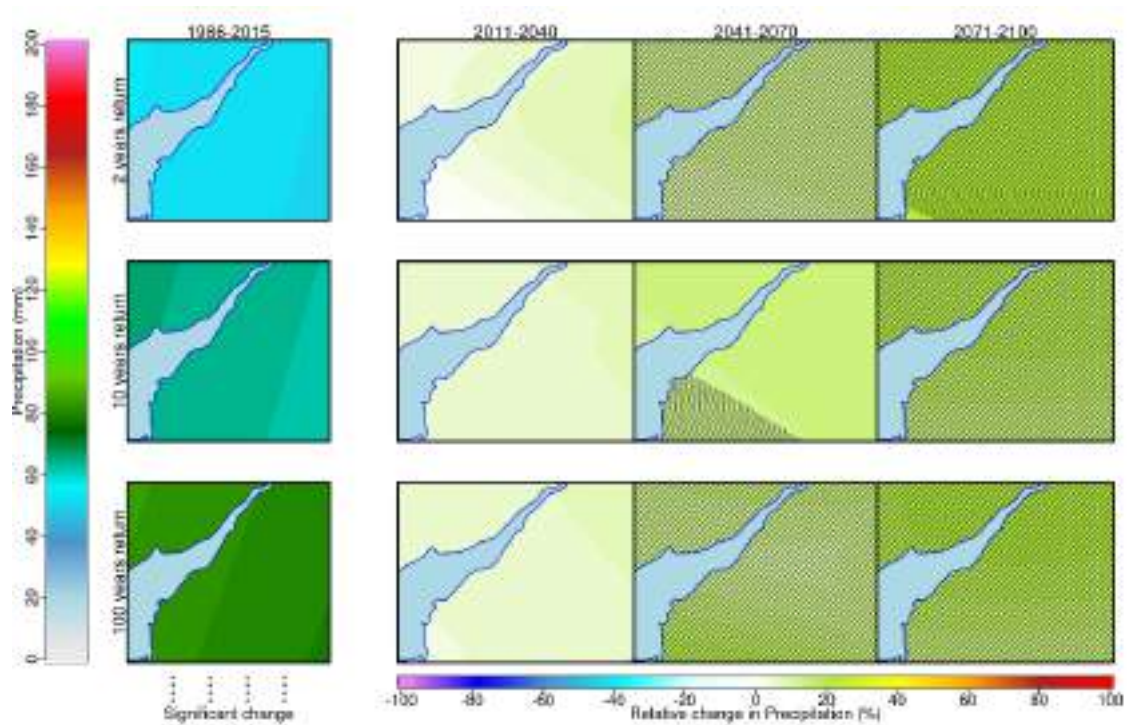 1986-2015
2011-2040
2041-2070
2071-2100
Precipitation (mm)
200
180
160
140
120
100
80
60
40
20
0
2 years return
10 years return
100 years return
Significant change
-100 -80 -60 -40 -20 0 20 40 60 80 100
Relative change in Precipitation (%)